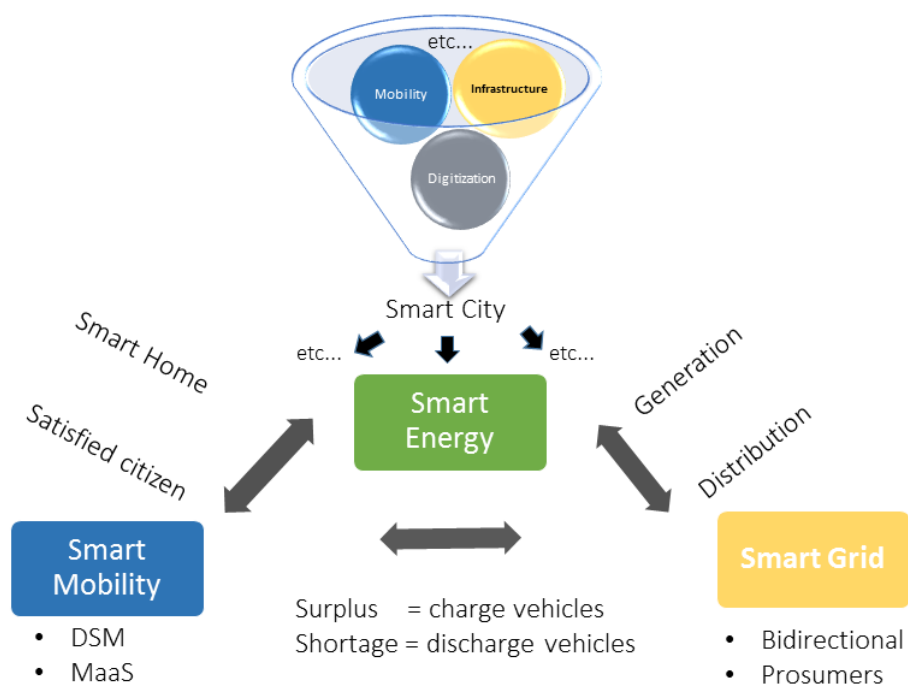 etc...
Mobility
Infrastructure
Digitization
Smart City
etc...
etc...
Smart Home
Satisfied citizen
Generation
Distribution
Smart
Energy
Smart
Mobility
Smart Grid
Surplus = charge vehicles
Shortage = discharge vehicles
• DSM
• MaaS
• Bidirectional
• Prosumers